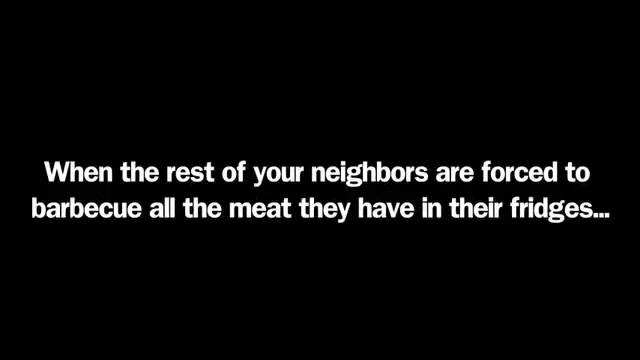 When the rest of your neighbors are forced to
barbecue all the meat they have in their fridges...